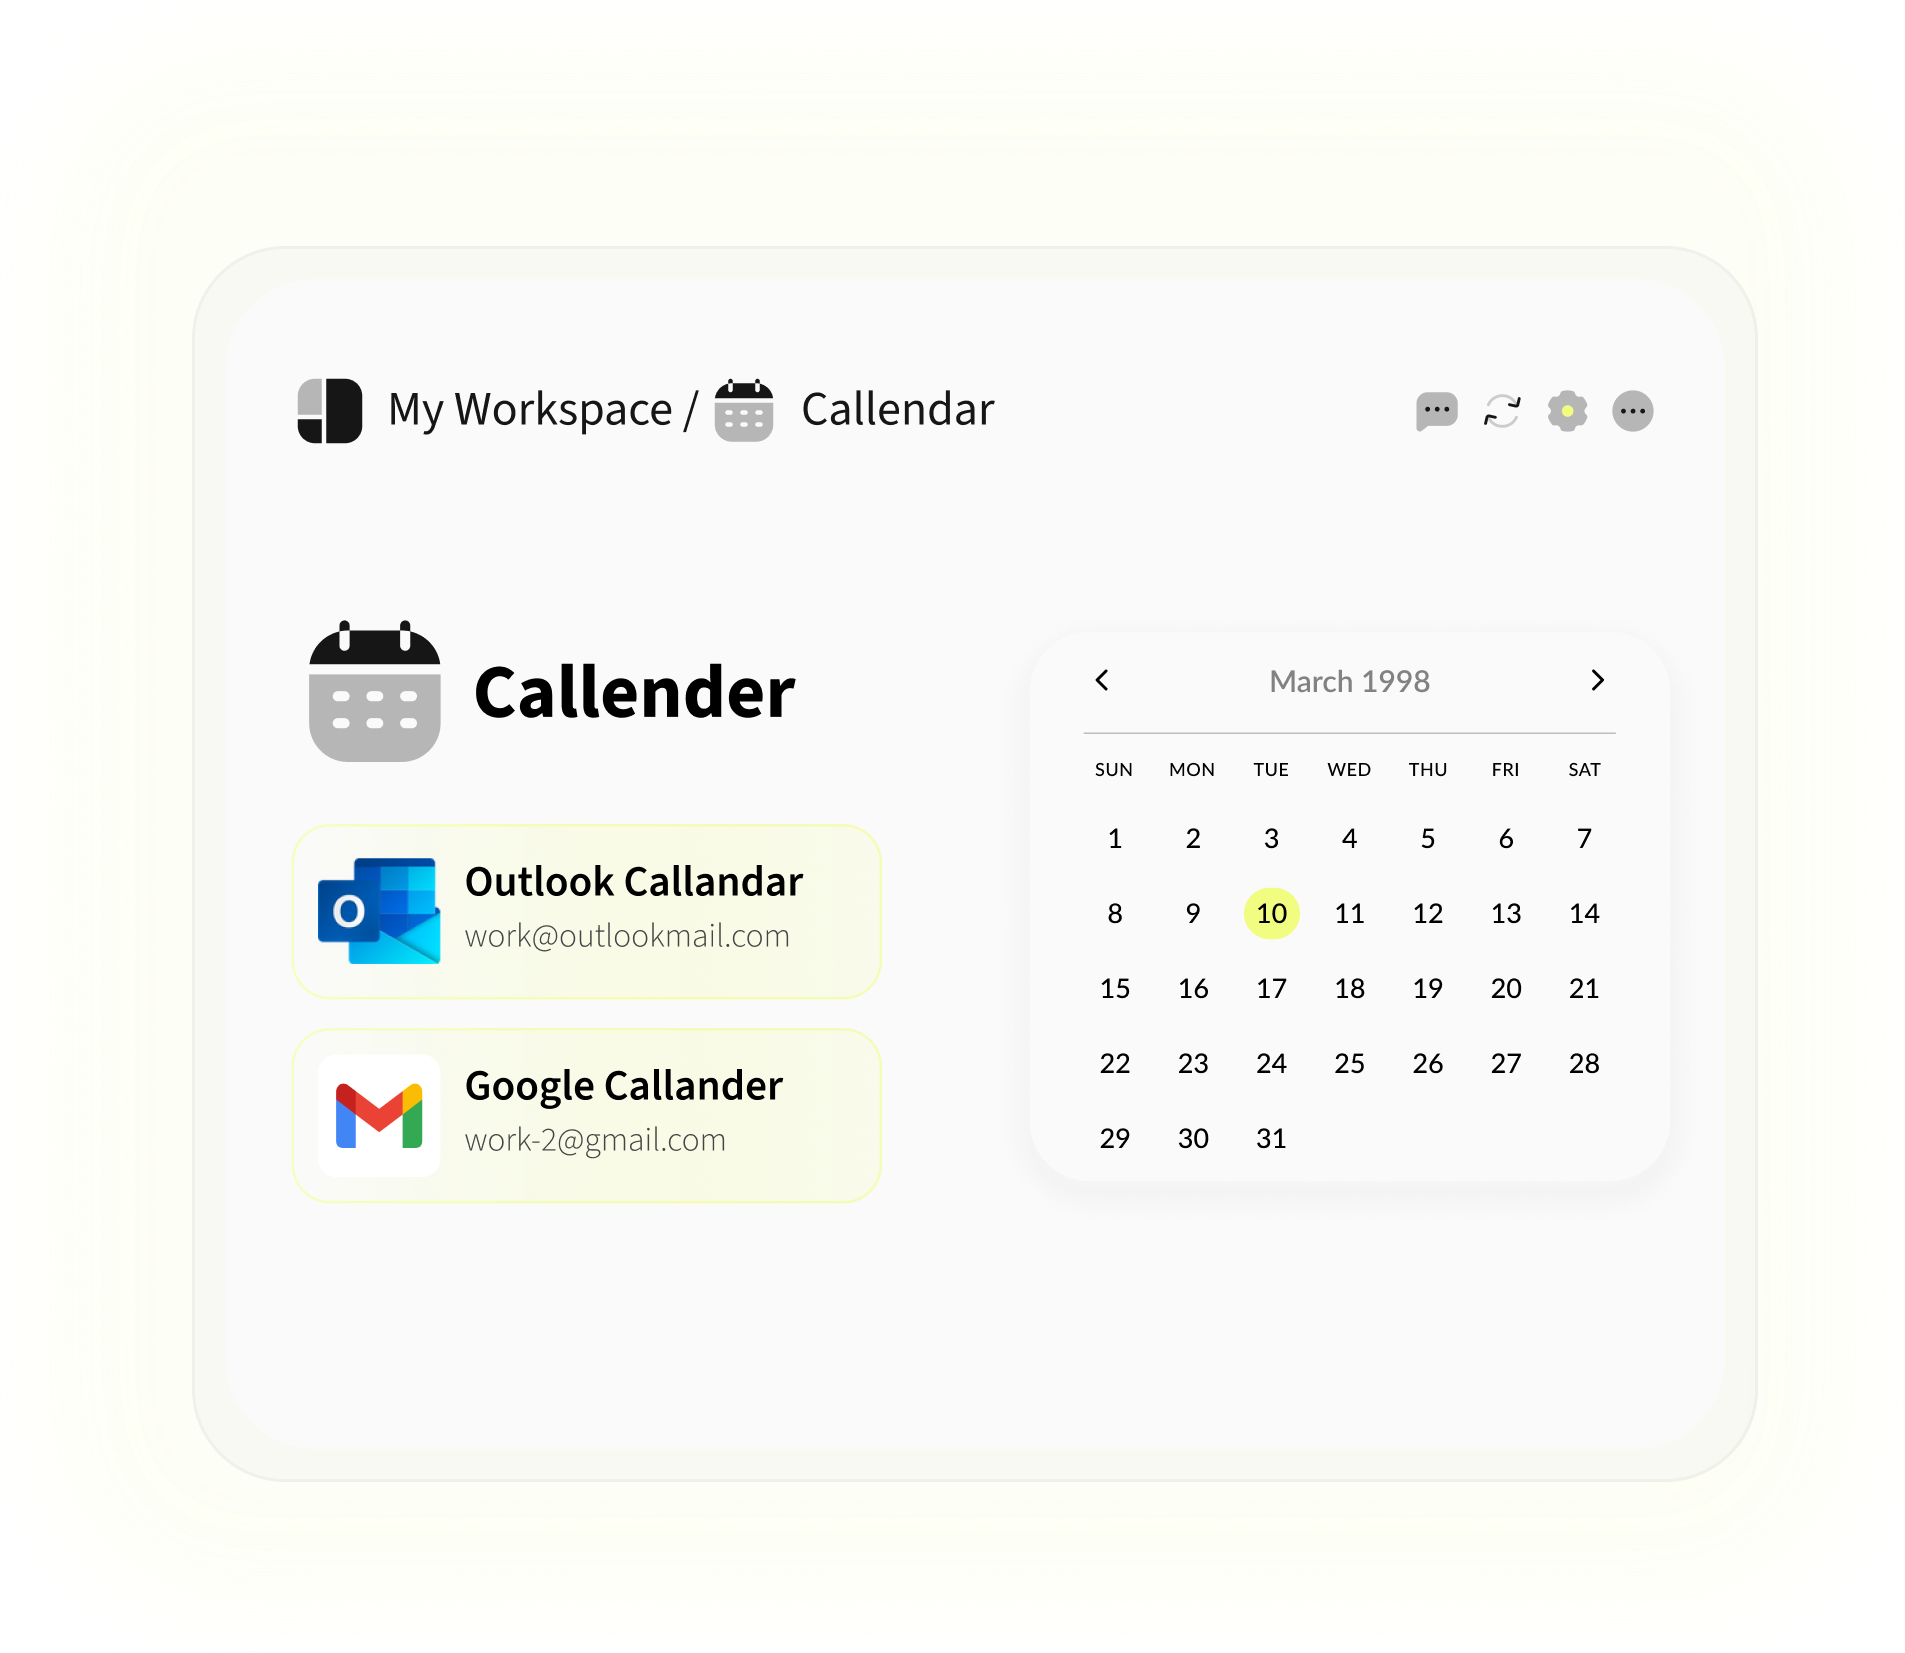 My Workspace / Callendar
Callender
Outlook Callandar
work@outlookmail.com
Google Callander
work-2@gmail.com
March 1998
SUN MON TUE WED THU FRI SAT
1 2 3 4 5 6 7
8 9 10 11 12 13 14
15 16 17 18 19 20 21
22 23 24 25 26 27 28
29 30 31